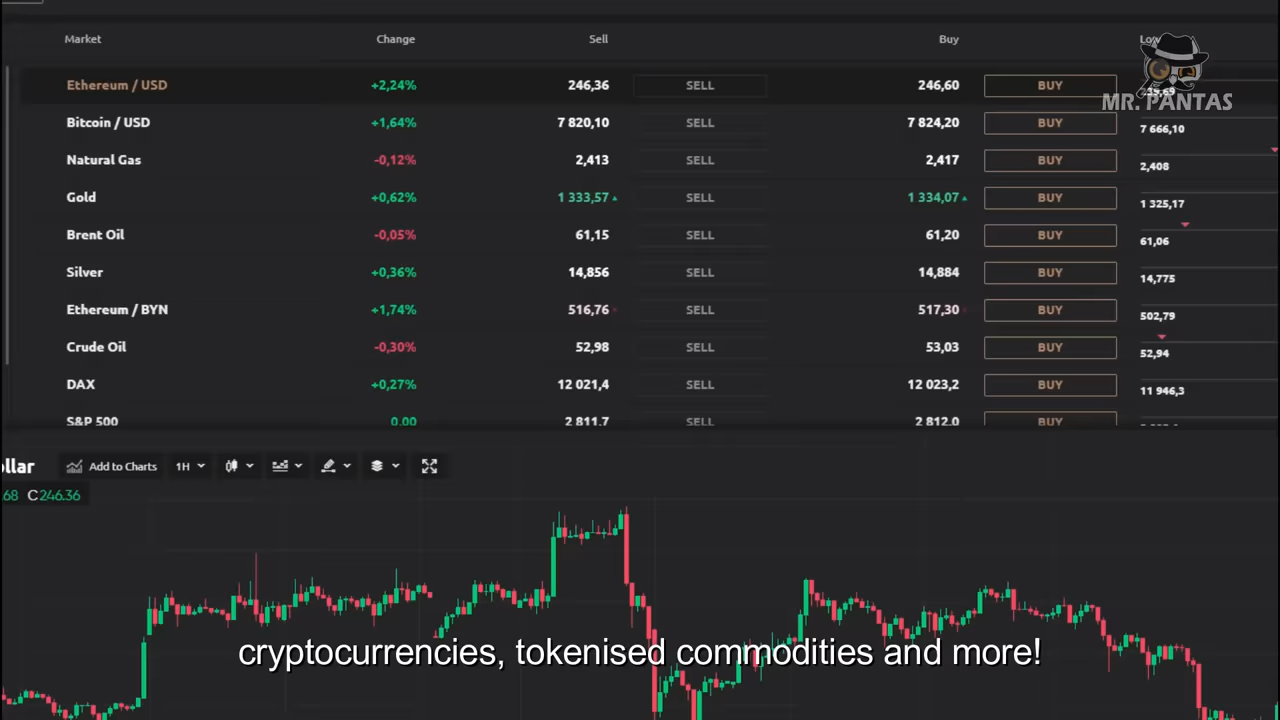 Market Change Sell Buy Low
Ethereum / USD +2,24% 246,36 SELL 246,60 BUY
MR. PANTAS
Bitcoin / USD +1,64% 7 820,10 SELL 7 824,20 BUY 7 666,10
Natural Gas -0,12% 2,413 SELL 2,417 BUY 2,408
Gold +0,62% 1 333,57 SELL 1 334,07 BUY 1 325,17
Brent Oil -0,05% 61,15 SELL 61,20 BUY 61,06
Silver +0,36% 14,856 SELL 14,884 BUY 14,775
Ethereum / BYN +1,74% 516,76 SELL 517,30 BUY 502,79
Crude Oil -0,30% 52,98 SELL 53,03 BUY 52,94
DAX +0,27% 12 021,4 SELL 12 023,2 BUY 11 946,3
S&P 500 0.00 2 811.7 SELL 2 812.0 BUY
llar Add to Charts 1H
.68 C246.36
cryptocurrencies, tokenised commodities and more!